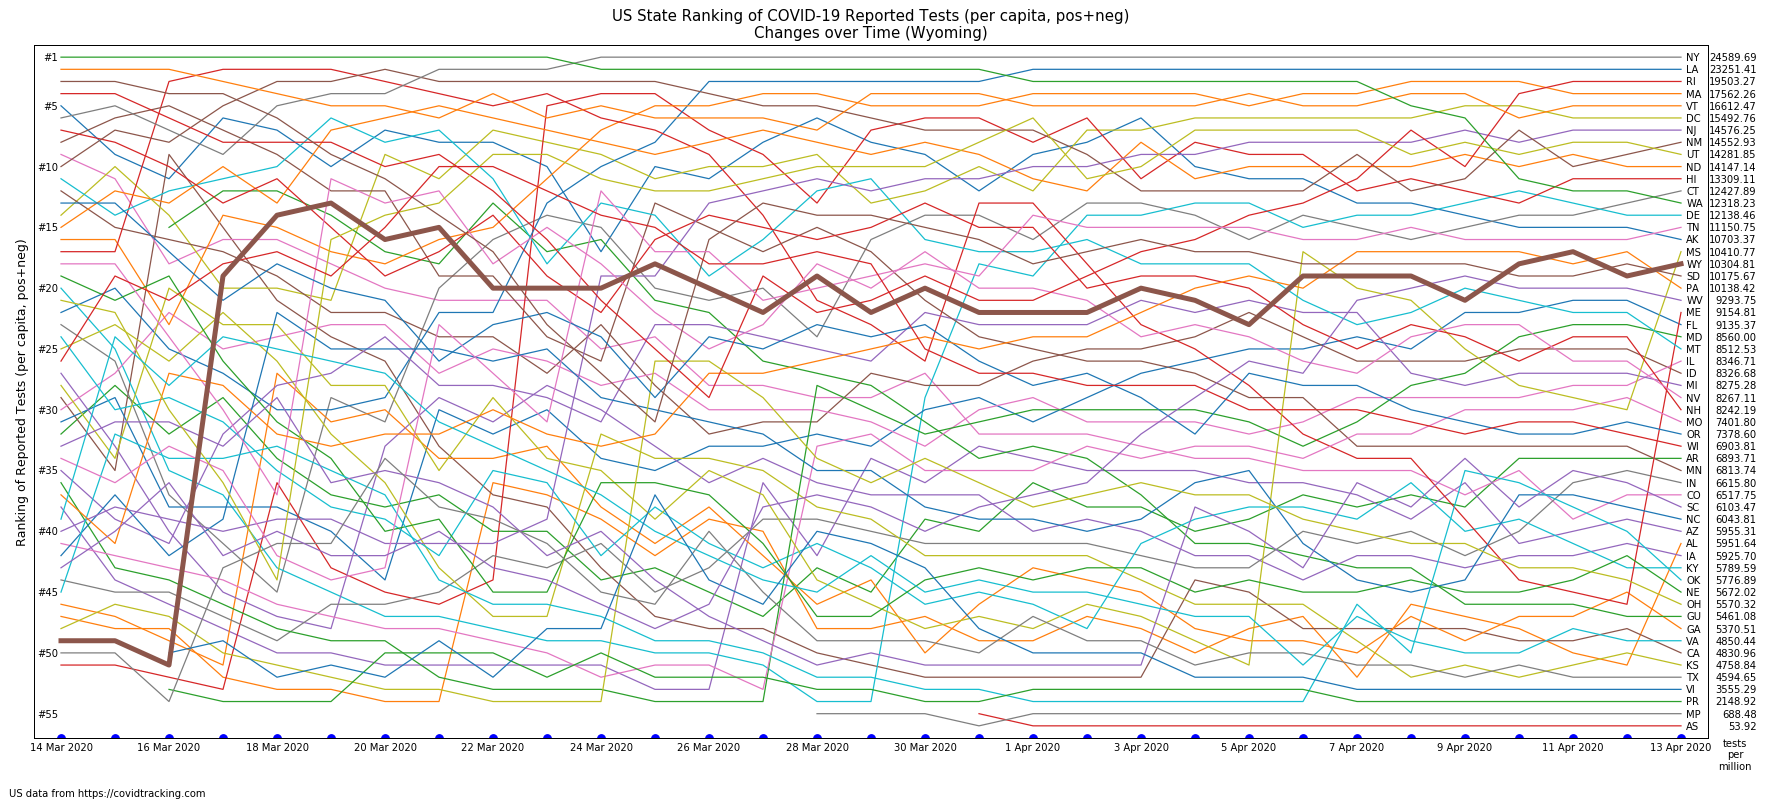 US State Ranking of COVID-19 Reported Tests (per capita, pos+neg)
Changes over Time (Wyoming)
Ranking of Reported Tests (per capita, pos+neg)
#1
#5
#10
#15
#20
#25
#30
#35
#40
#45
#50
#55
NY 24589.69
LA 23251.41
RI 19503.27
MA 17562.26
VT 16612.47
DC 15492.76
NJ 14576.25
NM 14552.93
UT 14281.85
ND 14147.14
HI 13309.11
CT 12427.89
WA 12318.23
DE 12138.46
TN 11150.75
AK 10703.37
MS 10410.77
WY 10304.81
SD 10175.67
PA 10138.42
WV 9293.75
ME 9154.81
FL 9135.37
MD 8560.00
MT 8512.53
IL 8346.71
ID 8326.68
MI 8275.28
NV 8267.11
NH 8242.19
MO 7401.80
OR 7378.60
WI 6903.81
AR 6893.71
MN 6813.74
IN 6615.80
CO 6517.75
SC 6103.47
NC 6043.81
AZ 5955.31
AL 5951.64
IA 5925.70
KY 5789.59
OK 5776.89
NE 5672.02
OH 5570.32
GU 5461.08
GA 5370.51
VA 4850.44
CA 4830.96
KS 4758.84
TX 4594.65
VI 3555.29
PR 2148.92
MP 688.48
AS 53.92
14 Mar 2020 16 Mar 2020 18 Mar 2020 20 Mar 2020 22 Mar 2020 24 Mar 2020 26 Mar 2020 28 Mar 2020 30 Mar 2020 1 Apr 2020 3 Apr 2020 5 Apr 2020 7 Apr 2020 9 Apr 2020 11 Apr 2020 13 Apr 2020
tests
per
million
US data from https://covidtracking.com